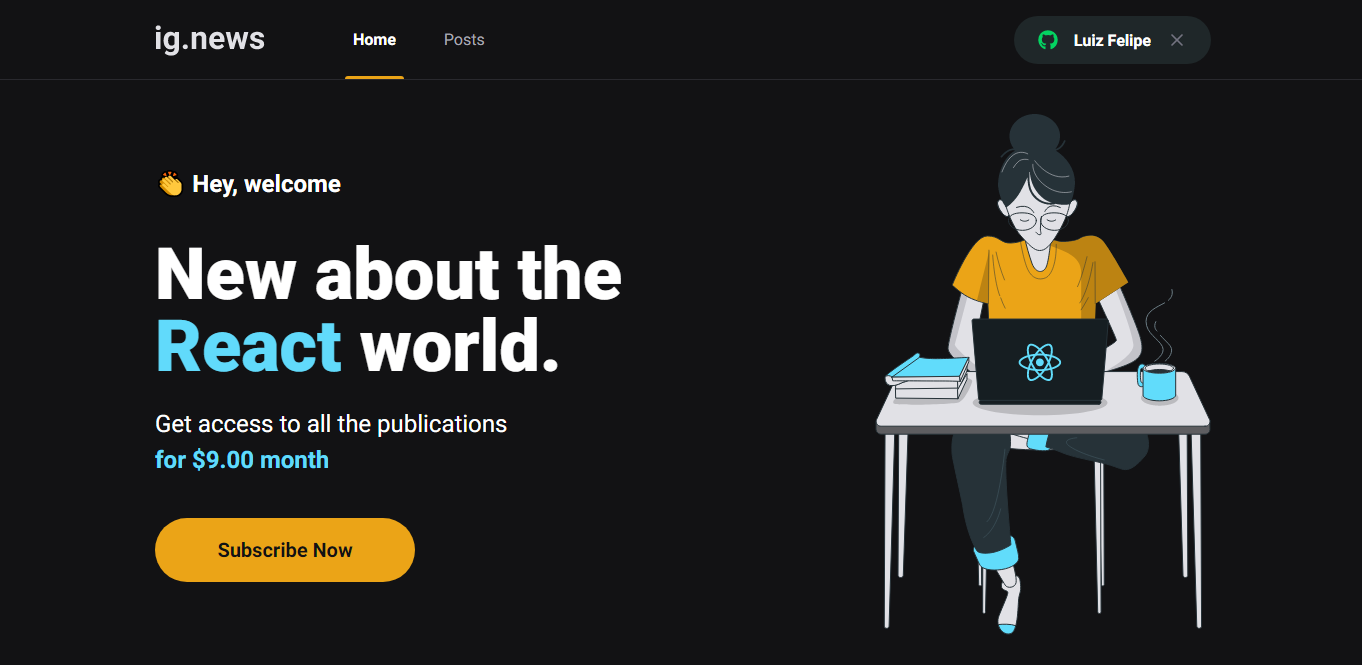 ig.news
Home
Posts
Luiz Felipe
👏 Hey, welcome
New about the
React world.
Get access to all the publications
for $9.00 month
Subscribe Now